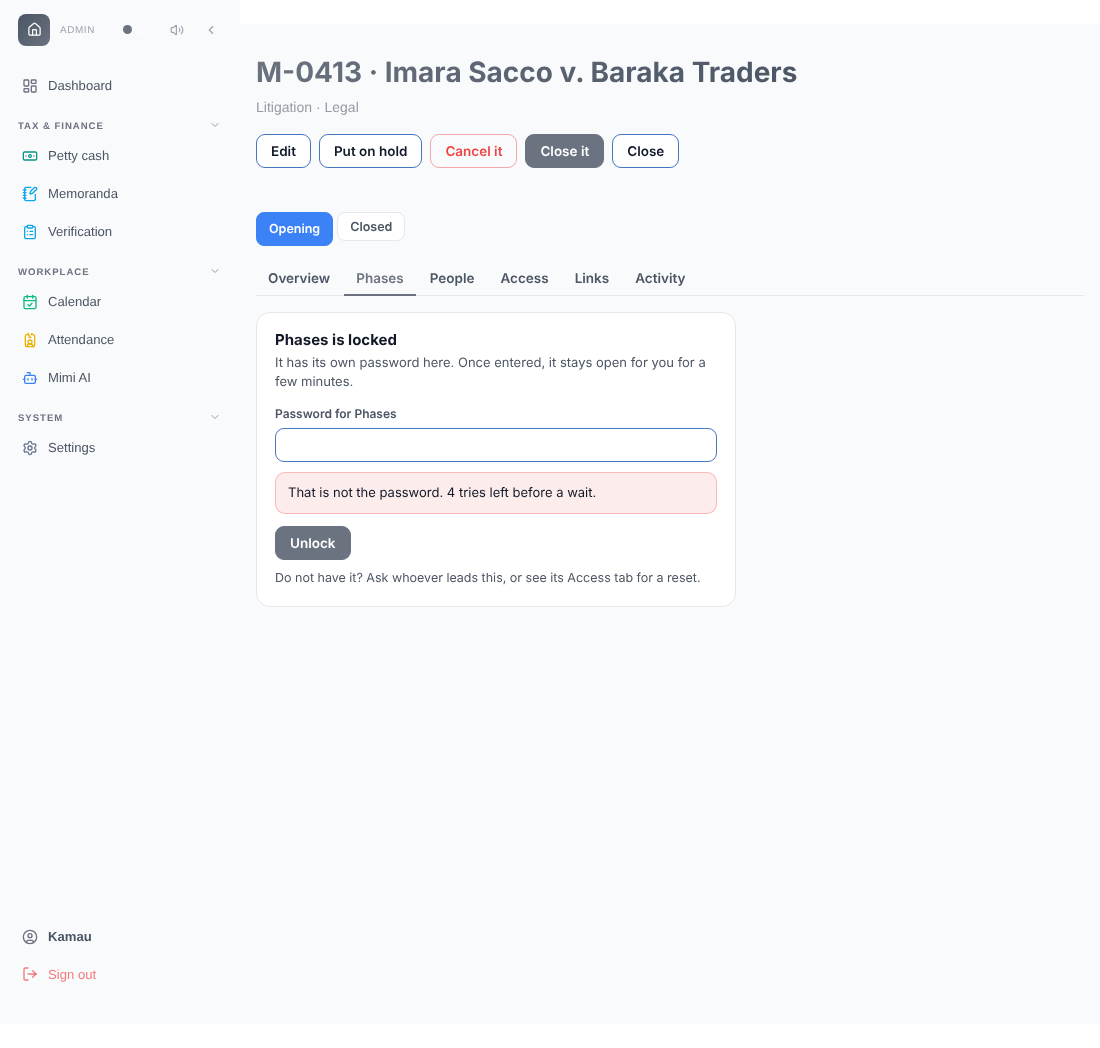 ADMIN
Dashboard
TAX & FINANCE
Petty cash
Memoranda
Verification
WORKPLACE
Calendar
Attendance
Mimi AI
SYSTEM
Settings
Kamau
Sign out
M-0413 · Imara Sacco v. Baraka Traders
Litigation · Legal
Edit Put on hold Cancel it Close it Close
Opening Closed
Overview Phases People Access Links Activity
Phases is locked
It has its own password here. Once entered, it stays open for you for a
few minutes.
Password for Phases
That is not the password. 4 tries left before a wait.
Unlock
Do not have it? Ask whoever leads this, or see its Access tab for a reset.